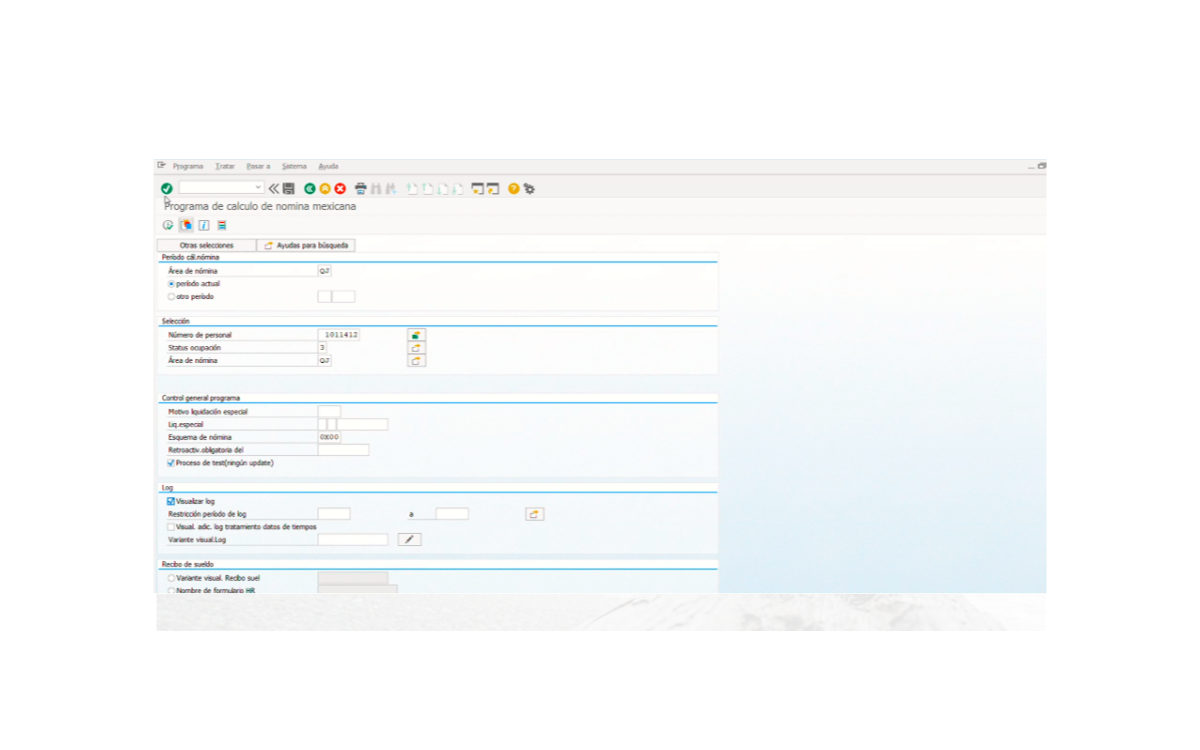 Programa Tratar Pasar a Sistema Ayuda
Programa de calculo de nomina mexicana
Otras selecciones Ayudas para búsqueda
Período cál.nómina
Área de nómina QJ
período actual
otro período
Selección
Número de personal 1011412
Status ocupación 3
Área de nómina QJ
Control general programa
Motivo liquidación especial
Liq.especial
Esquema de nómina 0X00
Retroactiv.obligatoria del
Proceso de test(ningún update)
Log
Visualizar log
Restricción período de log a
Visual. adic. log tratamiento datos de tiempos
Variante visual.Log
Recibo de sueldo
Variante visual. Recibo suel
Nombre de formulario HR